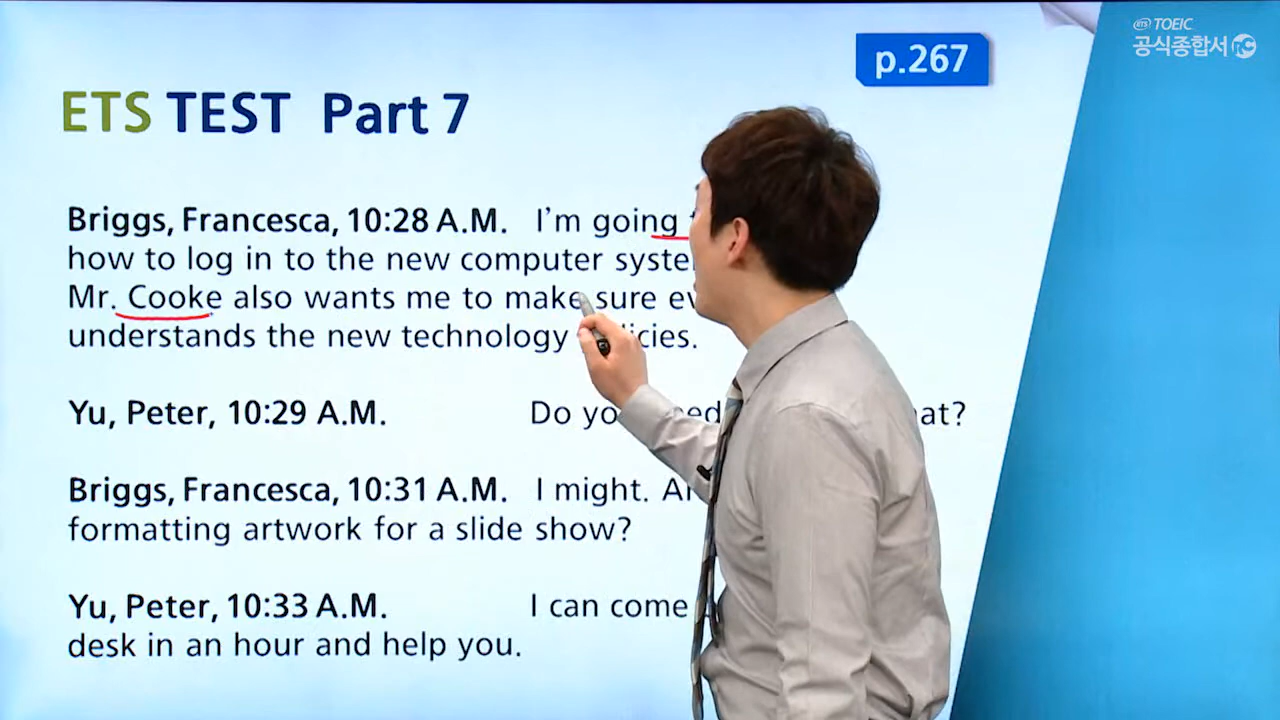 ETS TOEIC
공식종합서 RC
p.267
ETS TEST Part 7
Briggs, Francesca, 10:28 A.M. I'm going
how to log in to the new computer
Mr. Cooke also wants me to make sure
understands the new technology
Yu, Peter, 10:29 A.M. Do
Briggs, Francesca, 10:31 A.M. I might.
formatting artwork for a slide show?
Yu, Peter, 10:33 A.M. I can come
desk in an hour and help you.